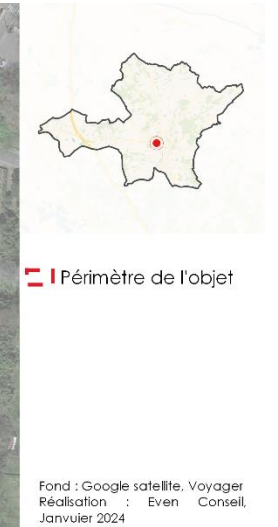 Périmètre de l'objet
Fond : Google satellite, Voyager
Réalisation : Even Conseil,
Janvuier 2024